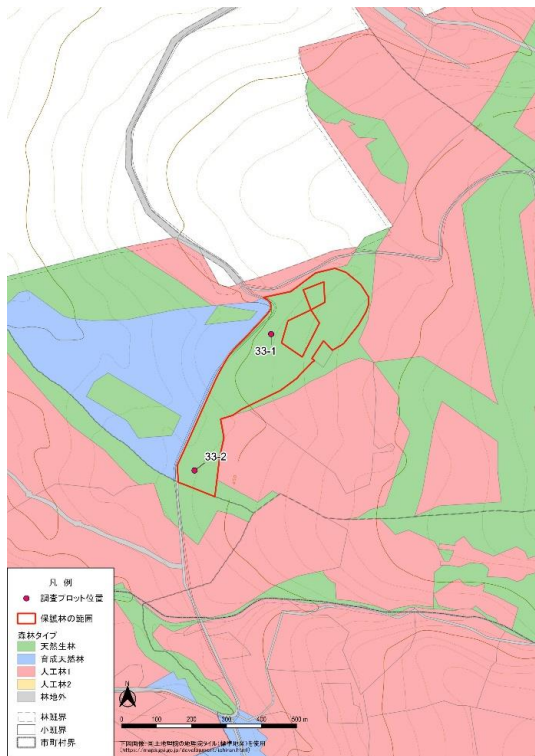 33-1
33-2
凡 例
調査プロット位置
保護林の範囲
森林タイプ
天然生林
育成天然林
人工林1
人工林2
林地外
林班界
小班界
市町村界
N
0 100 200 300 400 500 m